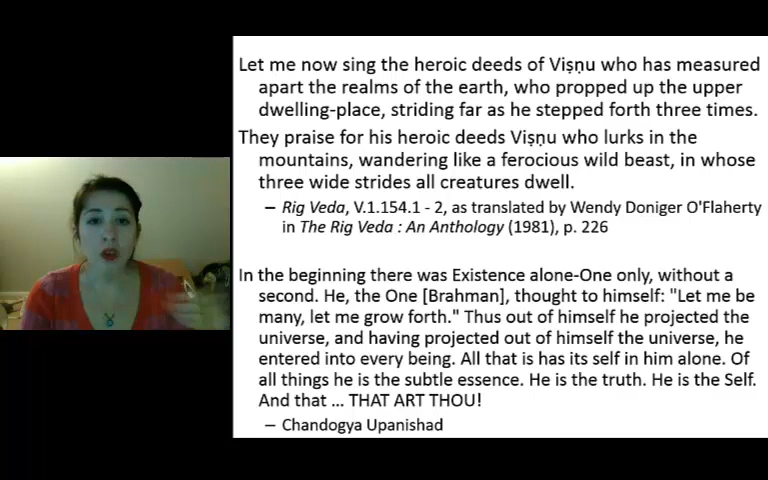 Let me now sing the heroic deeds of Viṣṇu who has measured
apart the realms of the earth, who propped up the upper
dwelling-place, striding far as he stepped forth three times.
They praise for his heroic deeds Viṣṇu who lurks in the
mountains, wandering like a ferocious wild beast, in whose
three wide strides all creatures dwell.
– Rig Veda, V.1.154.1 - 2, as translated by Wendy Doniger O'Flaherty
in The Rig Veda : An Anthology (1981), p. 226
In the beginning there was Existence alone-One only, without a
second. He, the One [Brahman], thought to himself: "Let me be
many, let me grow forth." Thus out of himself he projected the
universe, and having projected out of himself the universe, he
entered into every being. All that is has its self in him alone. Of
all things he is the subtle essence. He is the truth. He is the Self.
And that ... THAT ART THOU!
– Chandogya Upanishad